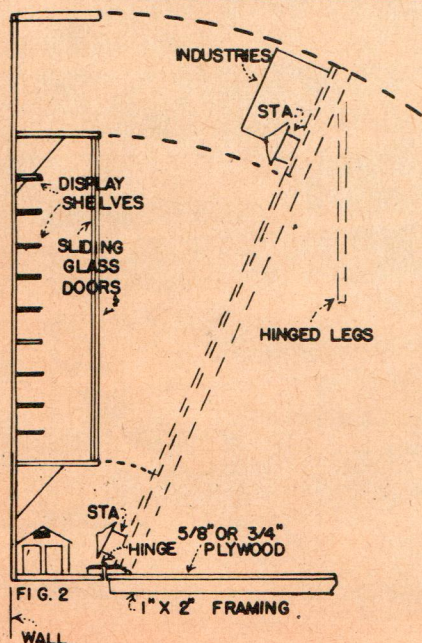 INDUSTRIES
STA.
DISPLAY
SHELVES
SLIDING
GLASS
DOORS
HINGED LEGS
STA.
HINGE
5/8" OR 3/4"
PLYWOOD
FIG. 2
1" X 2" FRAMING
WALL